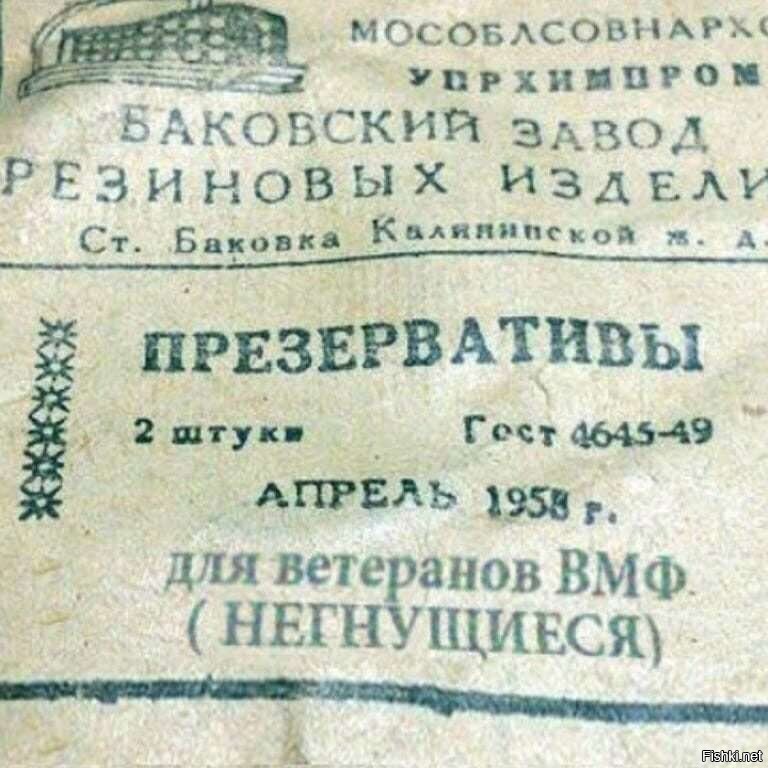 МОСОБЛСОВНАРХО
УПРХИМПРОМ
БАКОВСКИЙ ЗАВОД
РЕЗИНОВЫХ ИЗДЕЛИ
Ст. Баковка Калининской ж. д.
ПРЕЗЕРВАТИВЫ
2 штуки Гост 4645-49
АПРЕЛЬ 1958 г.
для ветеранов ВМФ
(НЕГНУЩИЕСЯ)
Fishki.net